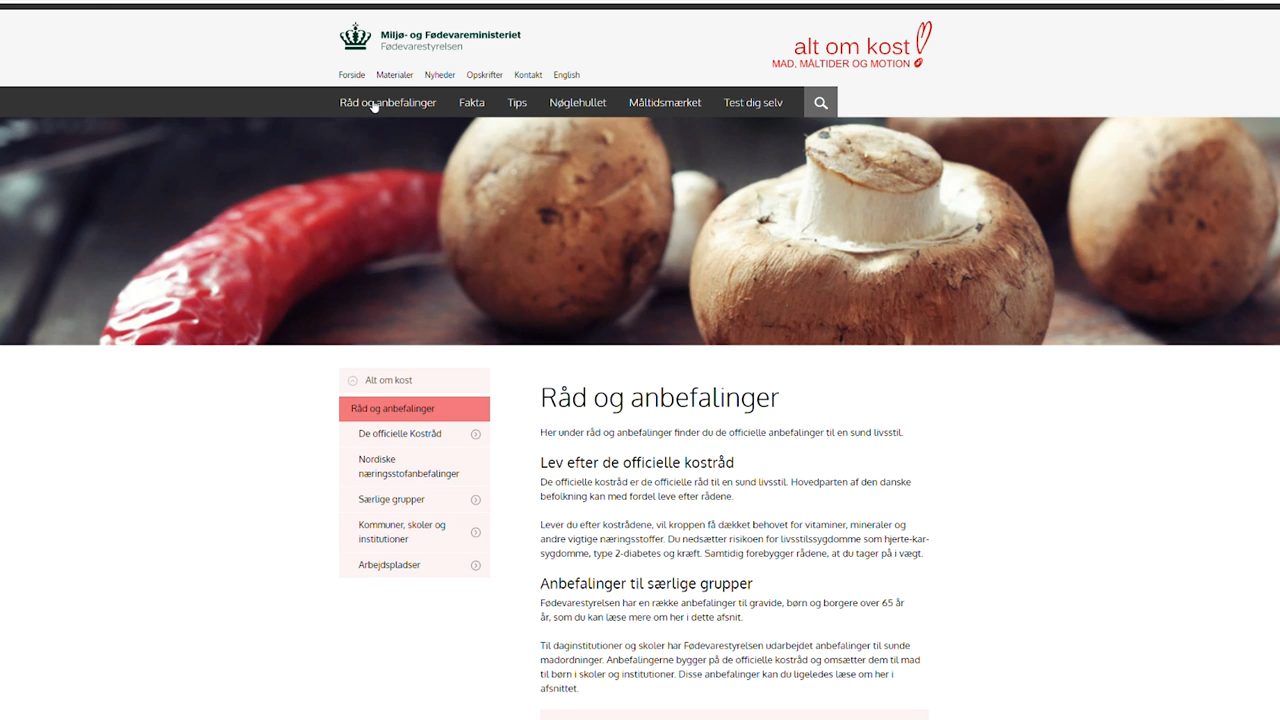 Miljø- og Fødevareministeriet
Fødevarestyrelsen
alt om kost
MAD, MÅLTIDER OG MOTION
Forside Materialer Nyheder Opskrifter Kontakt English
Råd og anbefalinger Fakta Tips Nøglehullet Måltidsmærket Test dig selv
Alt om kost
Råd og anbefalinger
De officielle Kostråd
Nordiske
næringsstofanbefalinger
Særlige grupper
Kommuner, skoler og
institutioner
Arbejdspladser
Råd og anbefalinger
Her under råd og anbefalinger finder du de officielle anbefalinger til en sund livsstil.
Lev efter de officielle kostråd
De officielle kostråd er de officielle råd til en sund livsstil. Hovedparten af den danske
befolkning kan med fordel leve efter rådene.
Lever du efter kostrådene, vil kroppen få dækket behovet for vitaminer, mineraler og
andre vigtige næringsstoffer. Du nedsætter risikoen for livsstilssygdomme som hjerte-kar-
sygdomme, type 2-diabetes og kræft. Samtidig forebygger rådene, at du tager på i vægt.
Anbefalinger til særlige grupper
Fødevarestyrelsen har en række anbefalinger til gravide, børn og borgere over 65 år
år, som du kan læse mere om her i dette afsnit.
Til daginstitutioner og skoler har Fødevarestyrelsen udarbejdet anbefalinger til sunde
madordninger. Anbefalingerne bygger på de officielle kostråd og omsætter dem til mad
til børn i skoler og institutioner. Disse anbefalinger kan du ligeledes læse om her i
afsnittet.